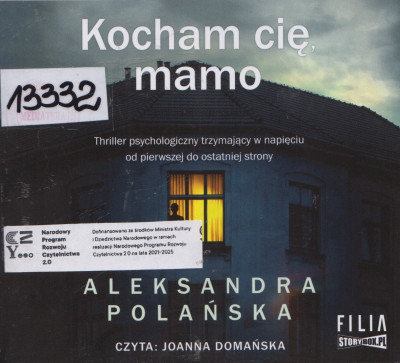 Kocham cię,
mamo
13332
Thriller psychologiczny trzymający w napięciu
od pierwszej do ostatniej strony
CZ
Y
Narodowy
Program
Rozwoju
Czytelnictwa
2.0
Dofinansowano ze środków Ministra Kultury
i Dziedzictwa Narodowego w ramach
realizacji Narodowego Programu Rozwoju
Czytelnictwa 2.0 na lata 2021-2025
ALEKSANDRA
POLAŃSKA
CZYTA: JOANNA DOMAŃSKA
FILIA
STORYBOX.PL